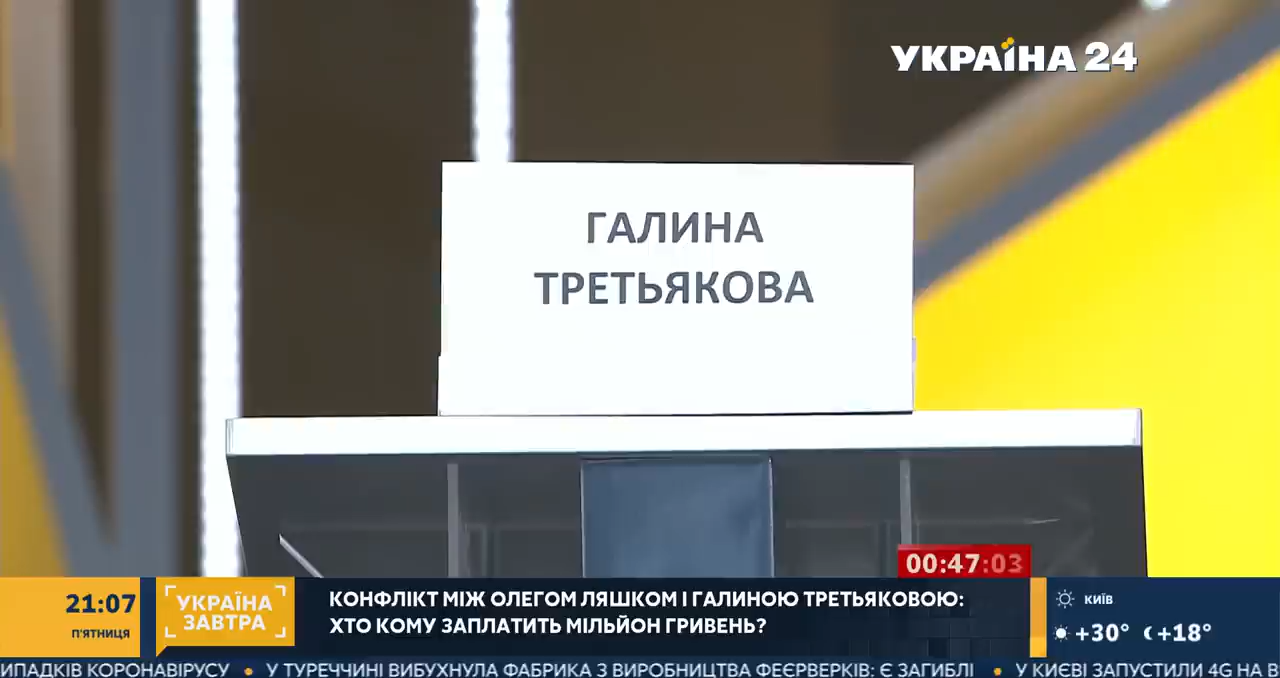 УКРАЇНА 24
ГАЛИНА
ТРЕТЬЯКОВА
00:47:03
21:07
П'ЯТНИЦЯ
УКРАЇНА
ЗАВТРА
КОНФЛІКТ МІЖ ОЛЕГОМ ЛЯШКОМ І ГАЛИНОЮ ТРЕТЬЯКОВОЮ:
ХТО КОМУ ЗАПЛАТИТЬ МІЛЬЙОН ГРИВЕНЬ?
КИЇВ
+30° +18°
КОРОНАВІРУСУ • У ТУРЕЧЧИНІ ВИБУХНУЛА ФАБРИКА З ВИРОБНИЦТВА ФЕЄРВЕРКІВ: Є ЗАГИБЛІ • У КИЄВІ ЗАПУСТИЛИ 4G НА